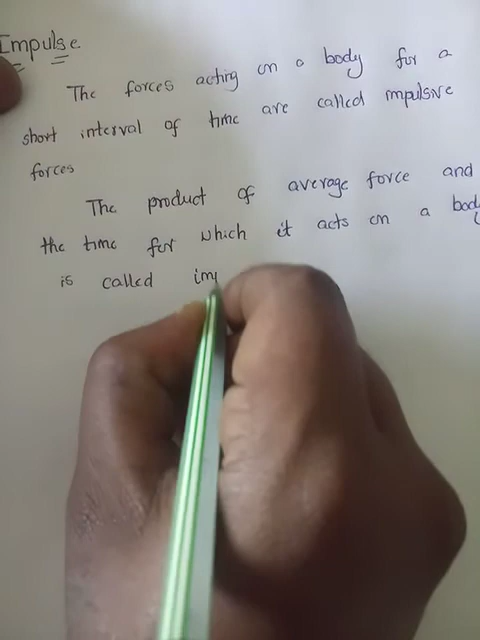 Impulse.
The forces acting on a body for a
short interval of time are called impulsive
forces
The product of average force and
the time for which it acts on a body
is called imp